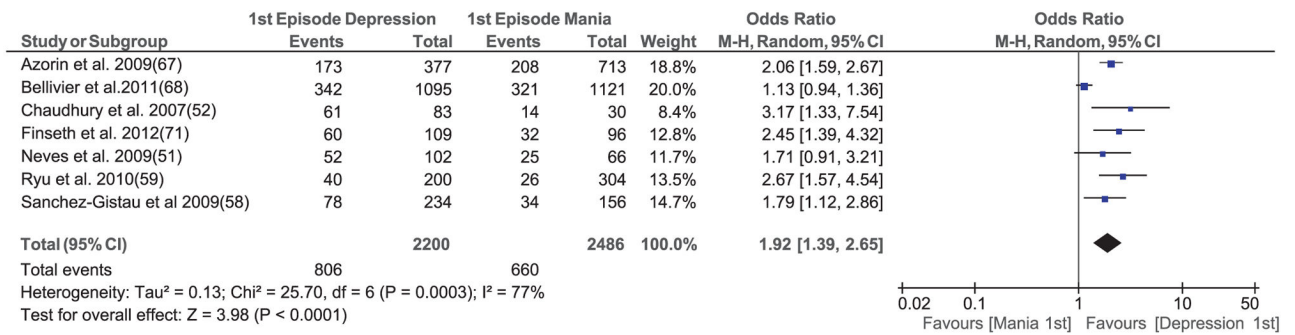 1st Episode Depression 1st Episode Mania Odds Ratio Odds Ratio
Study or Subgroup Events Total Events Total Weight M-H, Random, 95% CI M-H, Random, 95% CI
Azorin et al. 2009(67) 173 377 208 713 18.8% 2.06 [1.59, 2.67]
Bellivier et al.2011(68) 342 1095 321 1121 20.0% 1.13 [0.94, 1.36]
Chaudhury et al. 2007(52) 61 83 14 30 8.4% 3.17 [1.33, 7.54]
Finseth et al. 2012(71) 60 109 32 96 12.8% 2.45 [1.39, 4.32]
Neves et al. 2009(51) 52 102 25 66 11.7% 1.71 [0.91, 3.21]
Ryu et al. 2010(59) 40 200 26 304 13.5% 2.67 [1.57, 4.54]
Sanchez-Gistau et al 2009(58) 78 234 34 156 14.7% 1.79 [1.12, 2.86]
Total (95% CI) 2200 2486 100.0% 1.92 [1.39, 2.65]
Total events 806 660
Heterogeneity: Tau² = 0.13; Chi² = 25.70, df = 6 (P = 0.0003); I² = 77%
Test for overall effect: Z = 3.98 (P < 0.0001)
0.02 0.1 1 10 50
Favours [Mania 1st] Favours [Depression 1st]